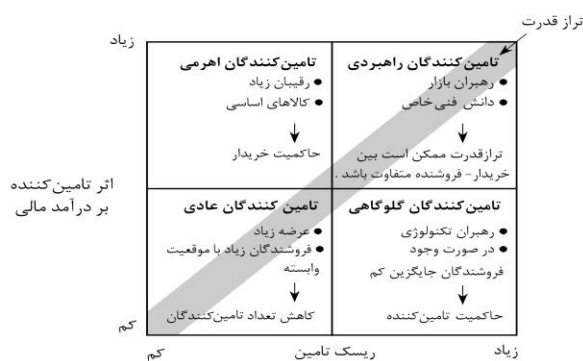 تراز قدرت
زیاد
تامین‌کنندگان راهبردی
رهبران بازار
دانش فنی خاص
ترازقدرت ممکن است بین
خریدار- فروشنده متفاوت باشد .
تامین‌کنندگان اهرمی
رقیبان زیاد
کالاهای اساسی
حاکمیت خریدار
اثر تامین‌کننده
بر درآمد مالی
تامین‌کنندگان گلوگاهی
رهبران تکنولوژی
در صورت وجود
فروشندگان جایگزین کم
حاکمیت تامین‌کننده
تامین کنندگان عادی
عرضه زیاد
فروشندگان زیاد با موقعیت
وابسته
کاهش تعداد تامین‌کنندگان
کم
زیاد
ریسک تامین
کم